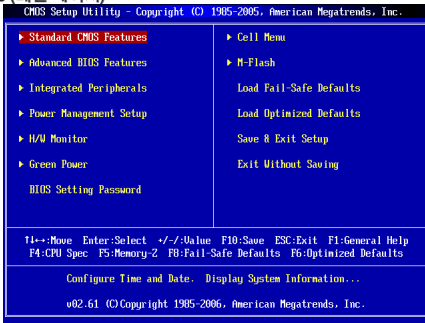 CMOS Setup Utility - Copyright (C) 1985-2005, American Megatrends, Inc.
▶ Standard CMOS Features
▶ Advanced BIOS Features
▶ Integrated Peripherals
▶ Power Management Setup
▶ H/W Monitor
▶ Green Power
BIOS Setting Password
▶ Cell Menu
▶ M-Flash
Load Fail-Safe Defaults
Load Optimized Defaults
Save & Exit Setup
Exit Without Saving
↑↓←→:Move Enter:Select +/-/:Value F10:Save ESC:Exit F1:General Help
F4:CPU Spec F5:Memory-Z F8:Fail-Safe Defaults F6:Optimized Defaults
Configure Time and Date. Display System Information...
v02.61 (C)Copyright 1985-2006, American Megatrends, Inc.